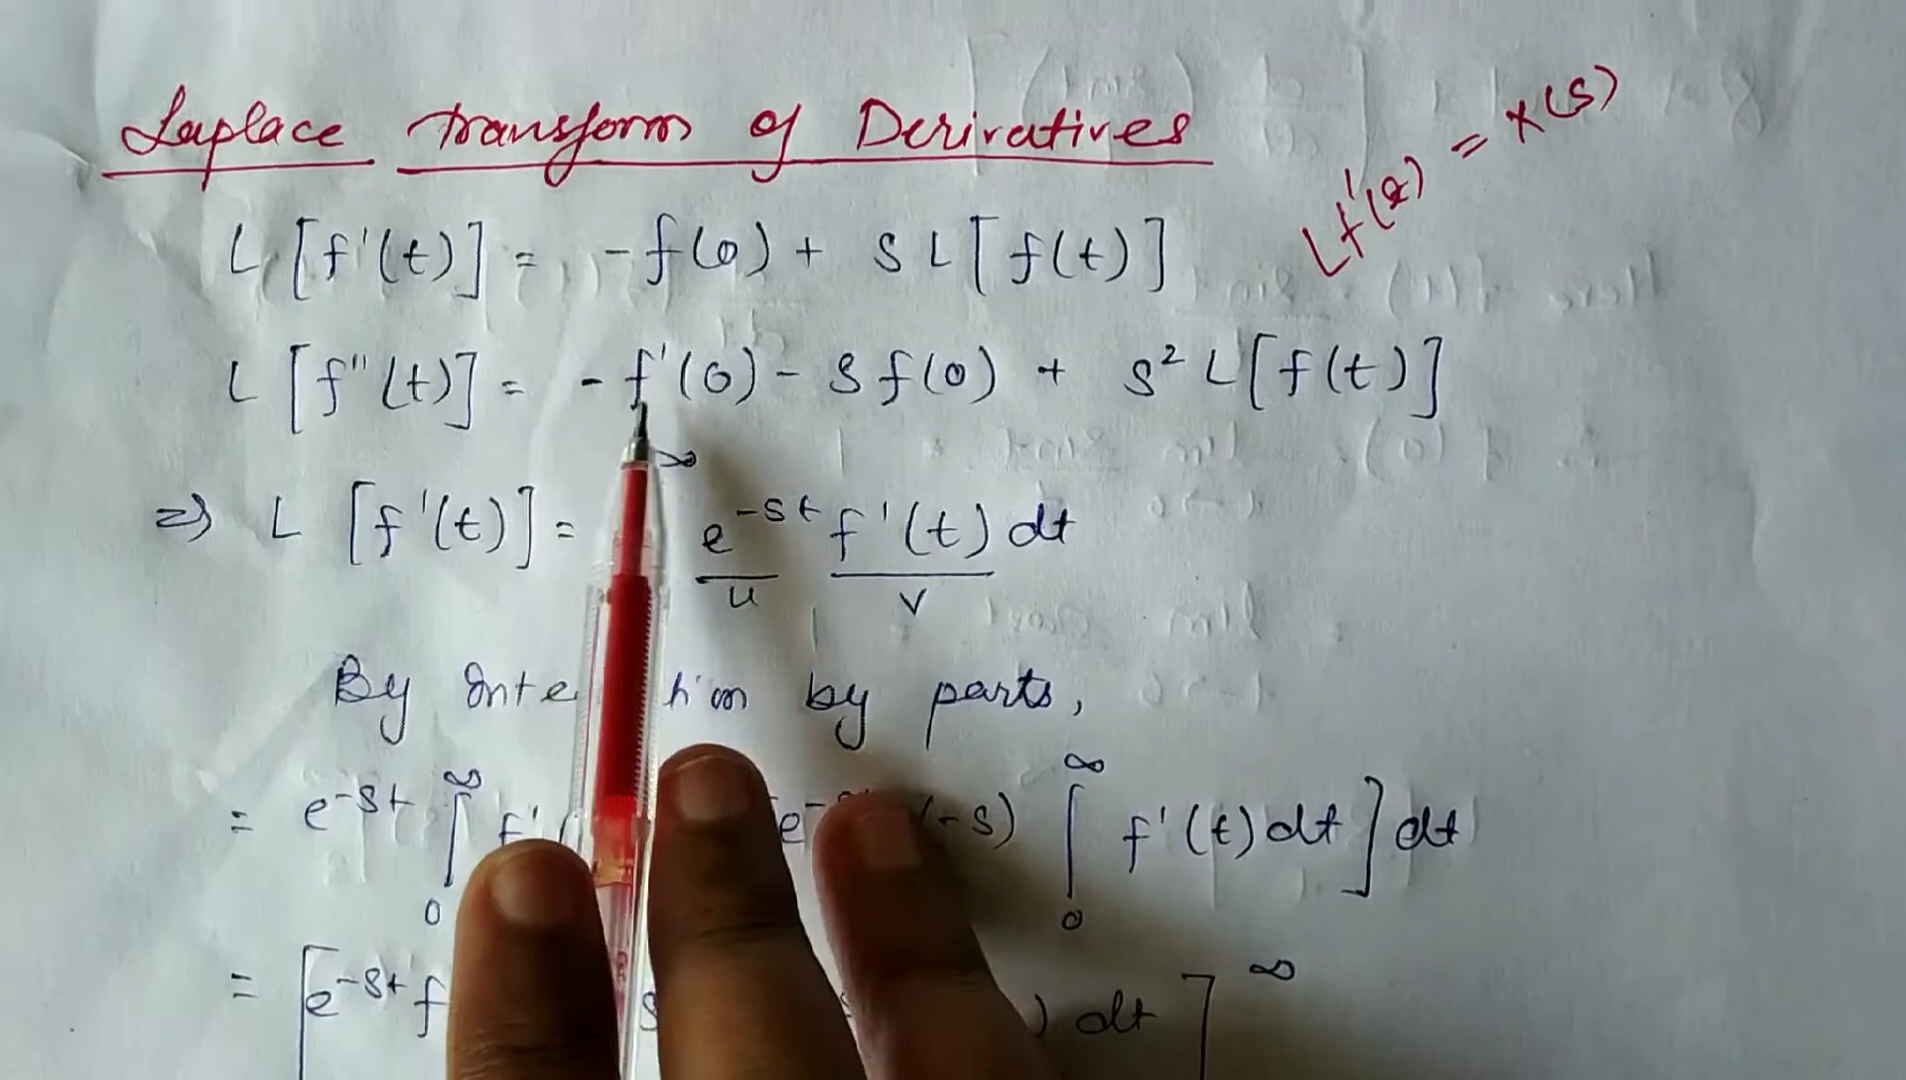 Laplace transform of Derivatives
L f'(x) = X(s)
L [f'(t)] = -f(0) + S L [f(t)]
L [f''(t)] = -f'(0) - S f(0) + S² L [f(t)]
⇒ L [f'(t)] = ∞ e^-st f'(t) dt
u v
By by parts,
= e^-st ∫₀^∞ f' (-s) ∫₀^∞ f'(t) dt ] dt
= [e^-st f ) dt ] ∞